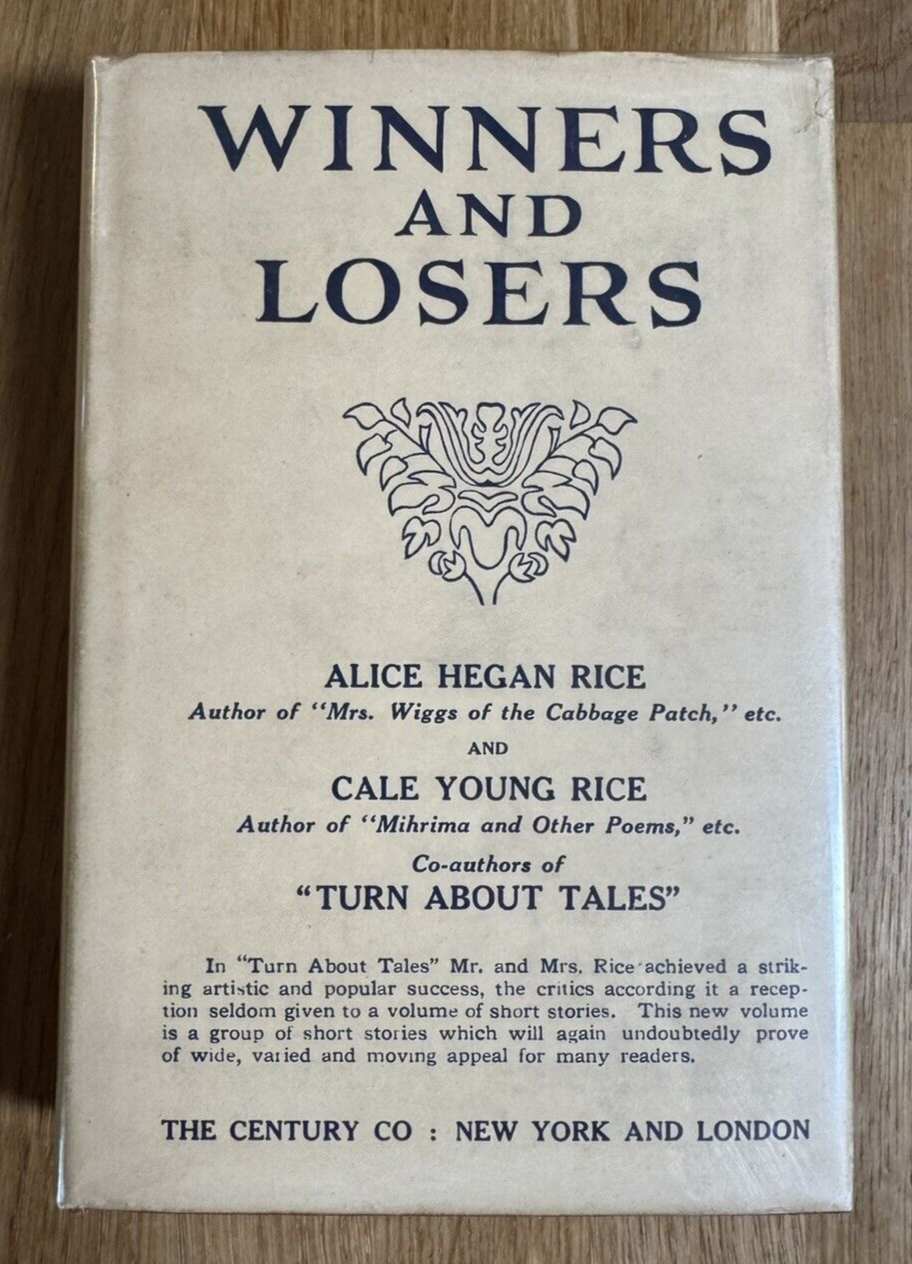 WINNERS
AND
LOSERS
ALICE HEGAN RICE
Author of "Mrs. Wiggs of the Cabbage Patch," etc.
AND
CALE YOUNG RICE
Author of "Mihrima and Other Poems," etc.
Co-authors of
"TURN ABOUT TALES"
In "Turn About Tales" Mr. and Mrs. Rice achieved a strik-
ing artistic and popular success, the critics according it a recep-
tion seldom given to a volume of short stories. This new volume
is a group of short stories which will again undoubtedly prove
of wide, varied and moving appeal for many readers.
THE CENTURY CO : NEW YORK AND LONDON